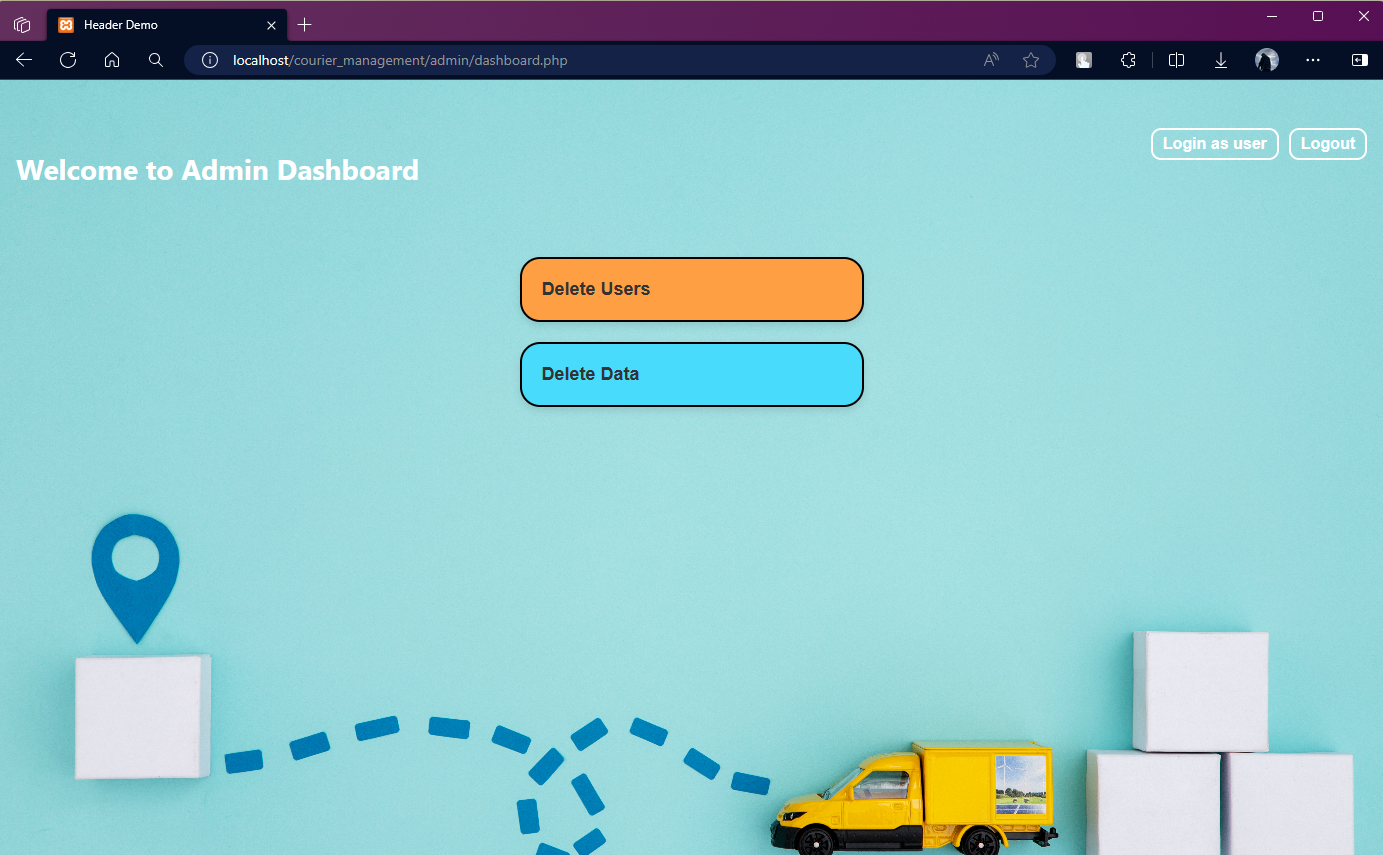 Header Demo
localhost/courier_management/admin/dashboard.php
Login as user
Logout
Welcome to Admin Dashboard
Delete Users
Delete Data